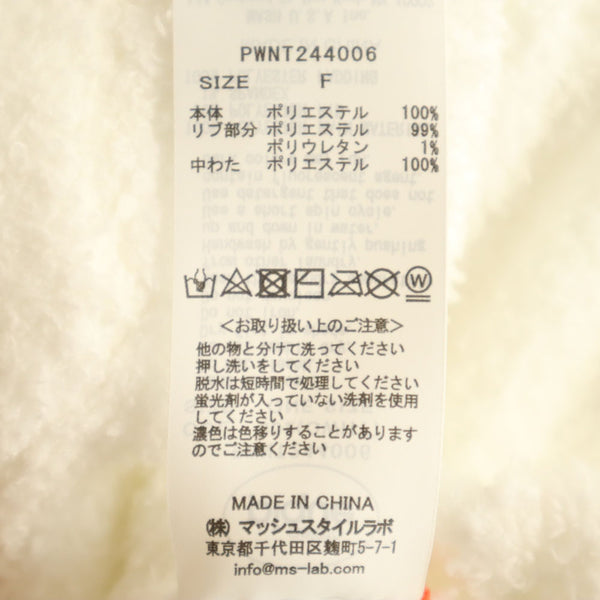 PWNT244006
SIZE F
本体 ポリエステル 100%
リブ部分 ポリエステル 99%
ポリウレタン 1%
中わた ポリエステル 100%
W
<お取り扱い上のご注意>
他の物と分けて洗ってください
押し洗いをしてください
脱水は短時間で処理してください
蛍光剤が入っていない洗剤を使用
してください
濃色は色移りすることがあります
のでご注意ください
MADE IN CHINA
(株) マッシュスタイルラボ
東京都千代田区麹町5-7-1
info@ms-lab.com